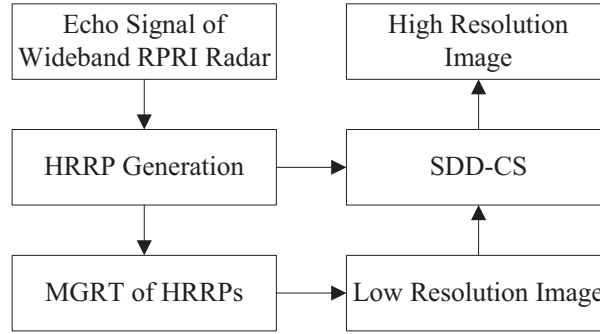 Echo Signal of
Wideband RPRI Radar
High Resolution
Image
HRRP Generation
SDD-CS
MGRT of HRRPs
Low Resolution Image